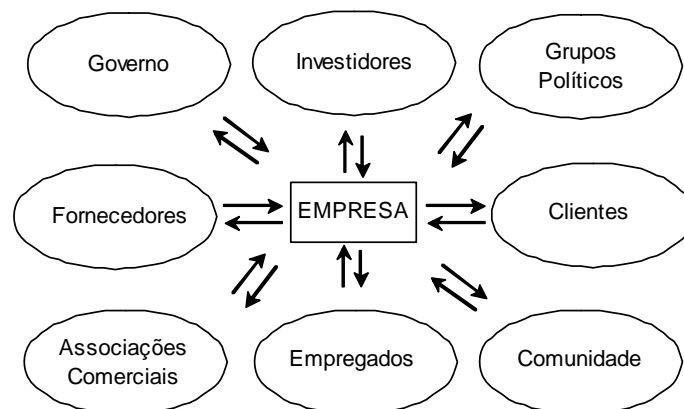 Governo
Investidores
Grupos
Políticos
Fornecedores
EMPRESA
Clientes
Associações
Comerciais
Empregados
Comunidade